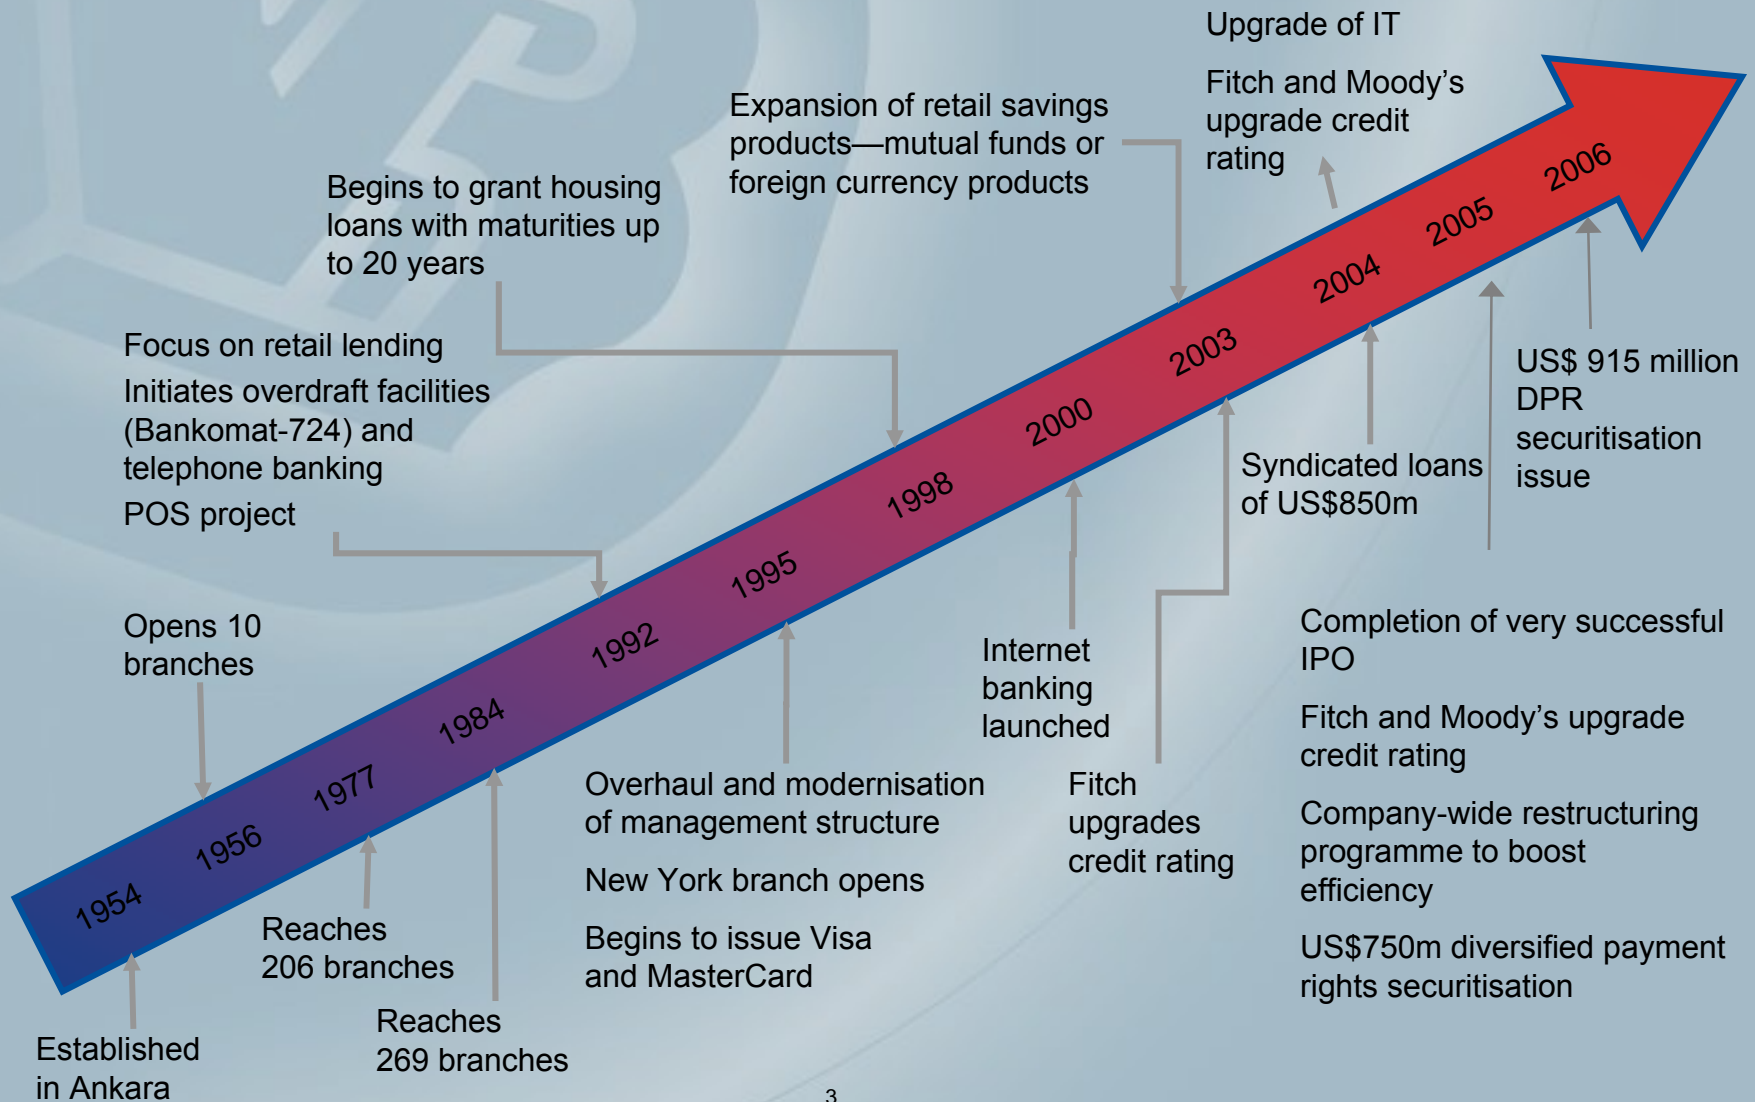 Upgrade of IT
Fitch and Moody’s
upgrade credit
rating
Expansion of retail savings
products—mutual funds or
foreign currency products
Begins to grant housing
loans with maturities up
to 20 years
Focus on retail lending
Initiates overdraft facilities
(Bankomat-724) and
telephone banking
POS project
Opens 10
branches
1954
1956
1977
1984
1992
1995
1998
2000
2003
2004
2005
2006
Established
in Ankara
Reaches
206 branches
Reaches
269 branches
Overhaul and modernisation
of management structure
New York branch opens
Begins to issue Visa
and MasterCard
Internet
banking
launched
Fitch
upgrades
credit rating
Syndicated loans
of US$850m
US$ 915 million
DPR
securitisation
issue
Completion of very successful
IPO
Fitch and Moody’s upgrade
credit rating
Company-wide restructuring
programme to boost
efficiency
US$750m diversified payment
rights securitisation
3